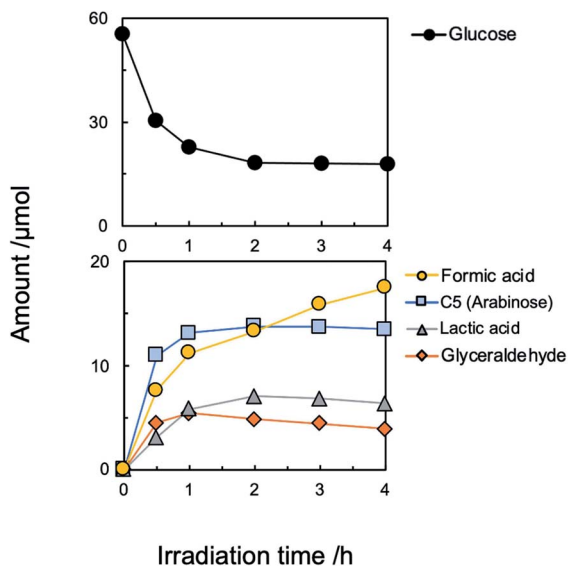 60
Glucose
30
0
0 1 2 3 4
Amount /μmol
20
Formic acid
C5 (Arabinose)
Lactic acid
Glyceraldehyde
10
0
0 1 2 3 4
Irradiation time /h